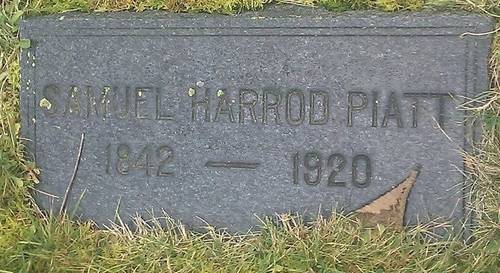 SAMUEL HARROD PIATT
1842 — 1920